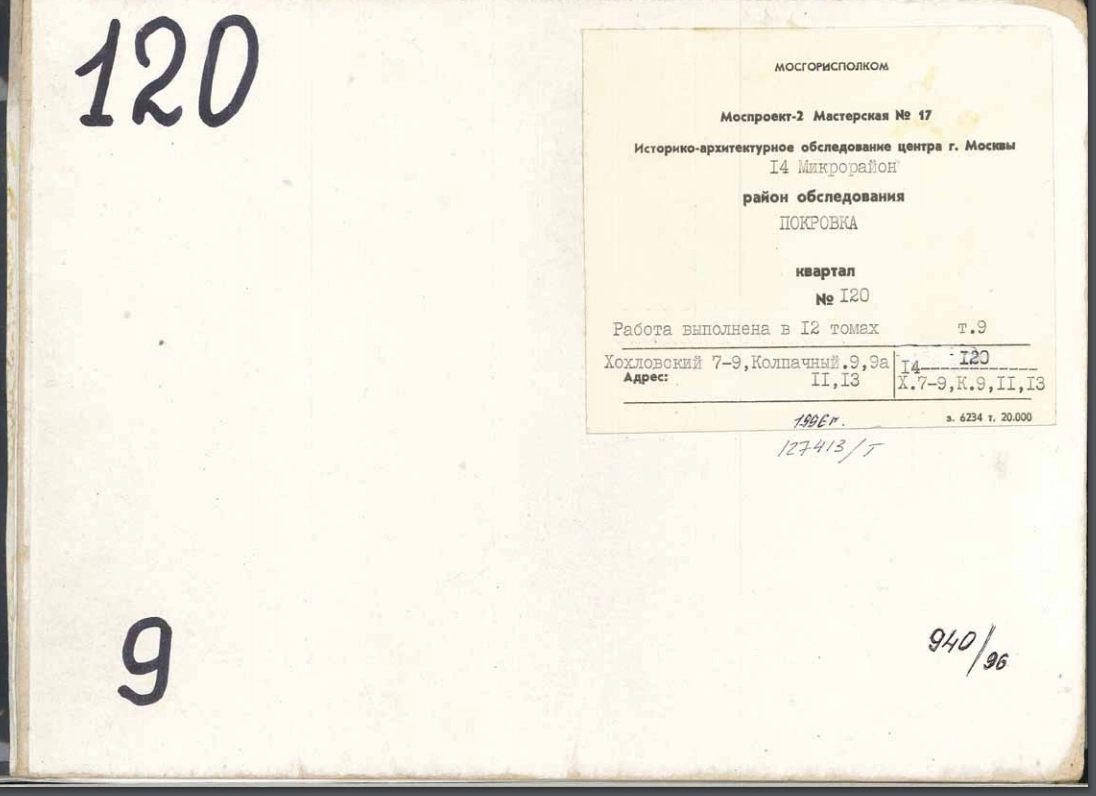 120
МОСГОРИСПОЛКОМ
Моспроект-2 Мастерская № 17
Историко-архитектурное обследование центра г. Москвы
I4 Микрорайон
район обследования
ПОКРОВКА
квартал
№ I20
Работа выполнена в I2 томах т.9
Хохловский 7-9,Колпачный.9,9а
Адрес: II,I3
I20
I4-------------
Х.7-9,К.9,II,I3
1996г.
з. 6234 т. 20.000
127413/Т
9
940/96